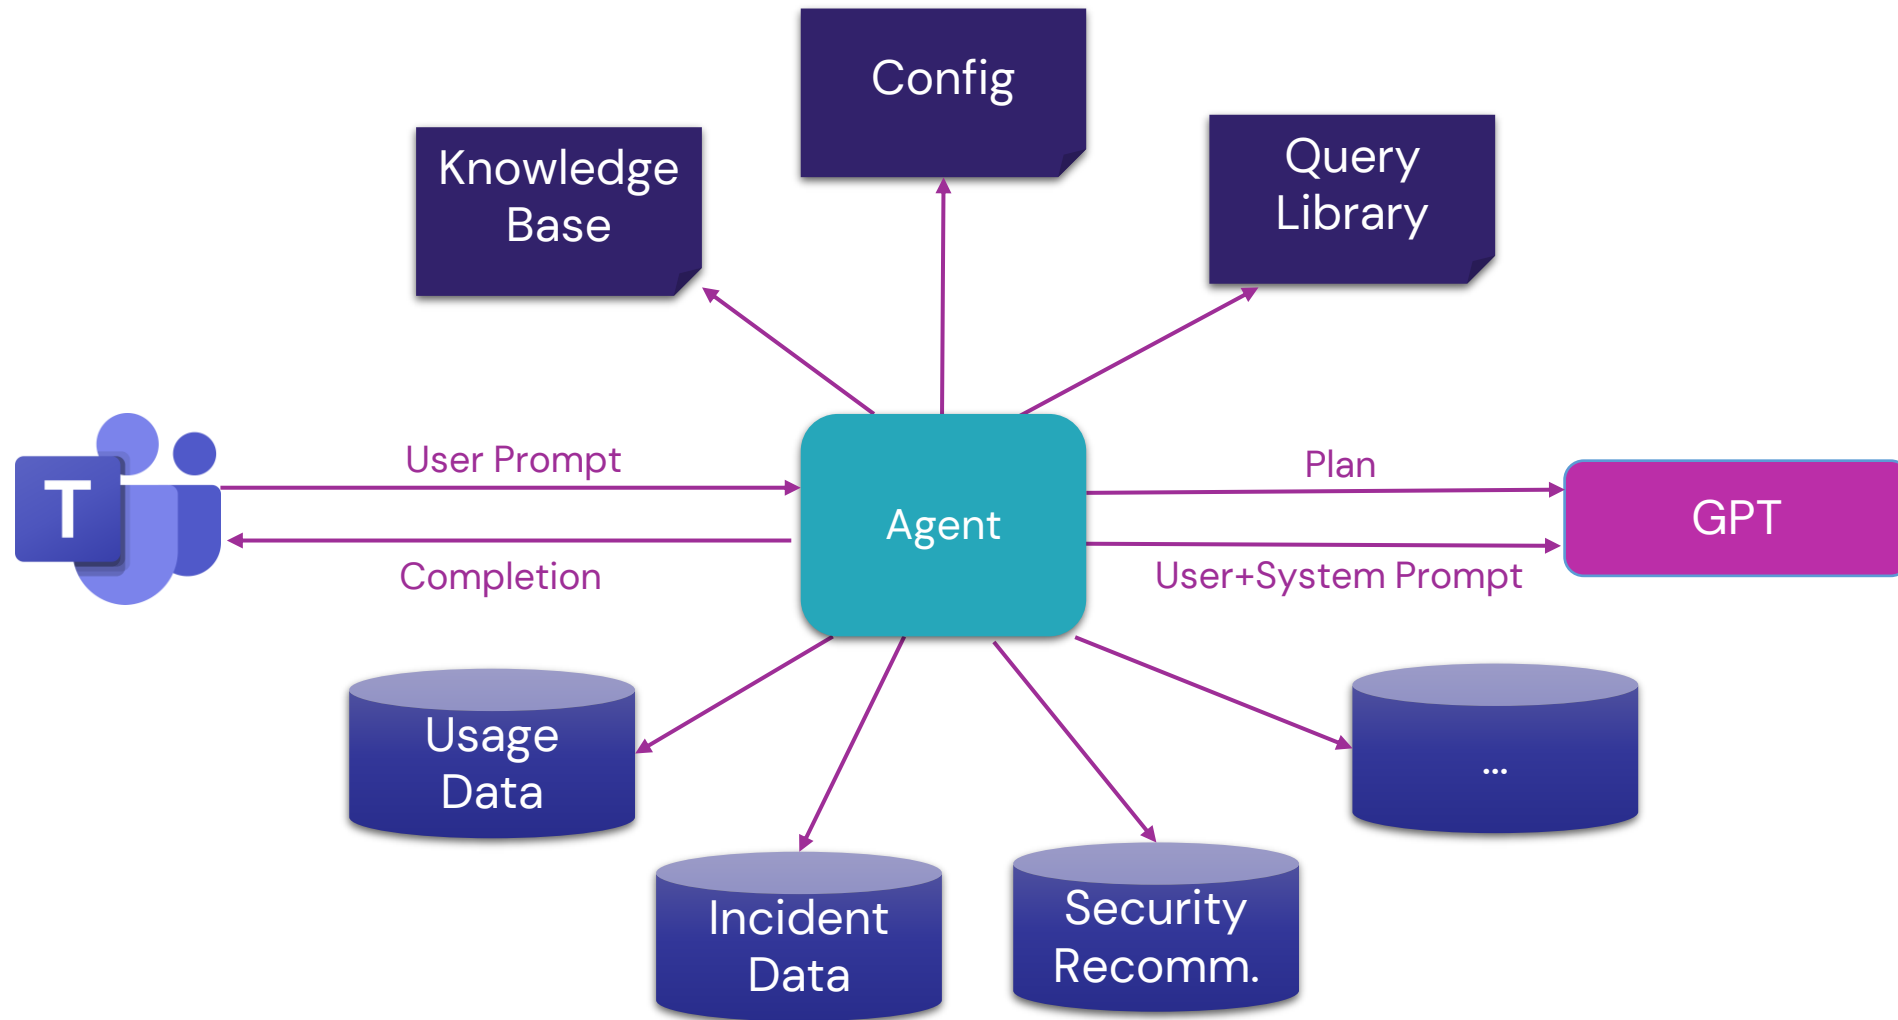 Config
Knowledge
Base
Query
Library
User Prompt
Plan
T
Agent
GPT
Completion
User+System Prompt
Usage
Data
...
Incident
Data
Security
Recomm.